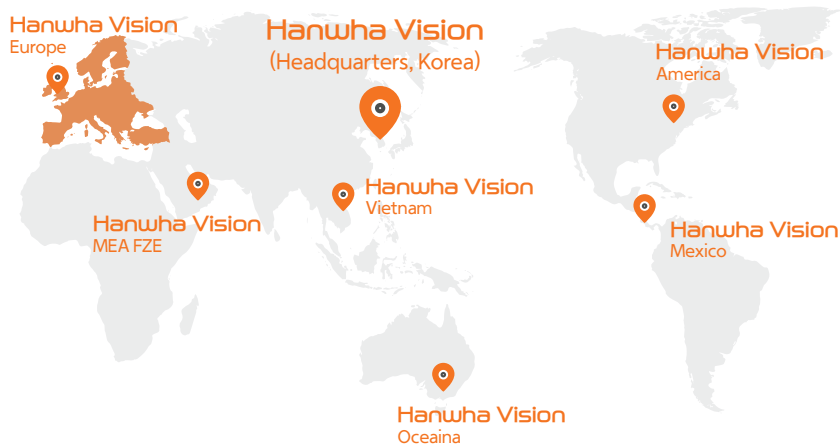 Hanwha Vision
Europe
Hanwha Vision
(Headquarters, Korea)
Hanwha Vision
America
Hanwha Vision
Vietnam
Hanwha Vision
MEA FZE
Hanwha Vision
Mexico
Hanwha Vision
Oceaina